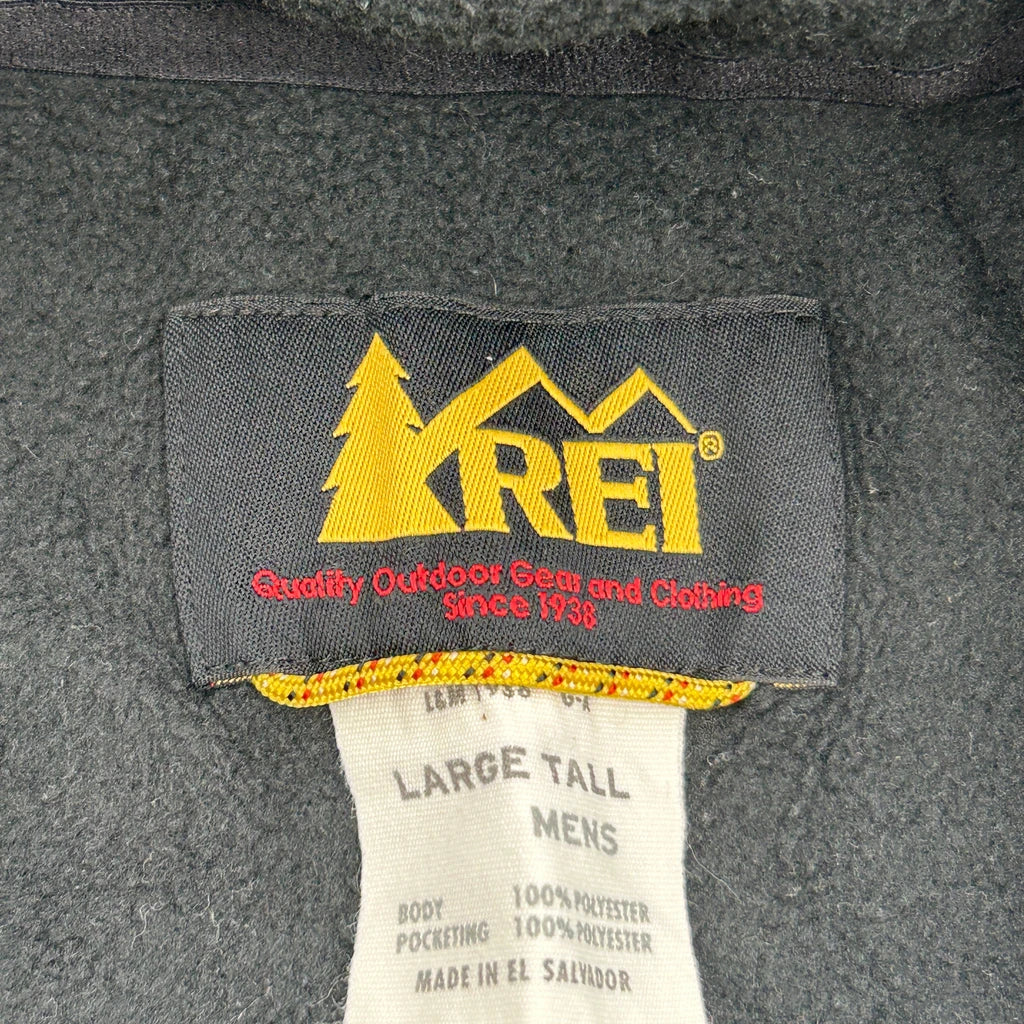 REI®
Quality Outdoor Gear and Clothing
Since 1938
LARGE TALL
MENS
BODY 100% POLYESTER
POCKETING 100% POLYESTER
MADE IN EL SALVADOR